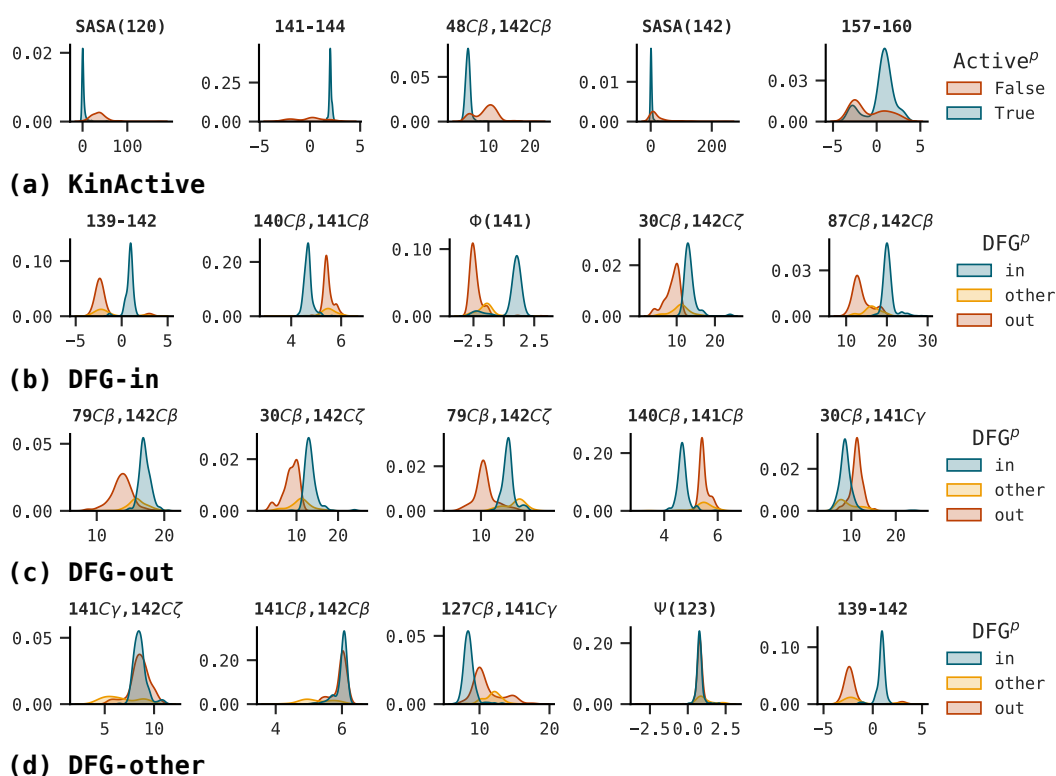 SASA(120) 141-144 48Cβ,142Cβ SASA(142) 157-160
0.02 0.25 0.05 0.01 0.03 Activeᵖ
False
True
0.00 0.00 0.00 0.00 0.00
0 100 −5 0 5 10 20 0 200 −5 0 5
(a) KinActive
139-142 140Cβ,141Cβ Φ(141) 30Cβ,142Cζ 87Cβ,142Cβ
0.10 0.20 0.10 0.02 0.04 DFGᵖ
in
other
out
0.00 0.00 0.00 0.00 0.00
−5 0 5 4 6 −2.5 2.5 10 20 10 20 30
(b) DFG-in
79Cβ,142Cβ 30Cβ,142Cζ 79Cβ,142Cζ 140Cβ,141Cβ 30Cβ,141Cγ
0.05 0.02 0.02 0.20 0.02 DFGᵖ
in
other
out
0.00 0.00 0.00 0.00 0.00
10 20 10 20 10 20 4 6 10 20
(c) DFG-out
141Cγ,142Cζ 141Cβ,142Cβ 127Cβ,141Cγ Ψ(123) 139-142
0.05 0.20 0.05 0.20 0.10 DFGᵖ
in
other
out
0.00 0.00 0.00 0.00 0.00
5 10 4 6 10 20 −2.5 0.0 2.5 −5 0 5
(d) DFG-other